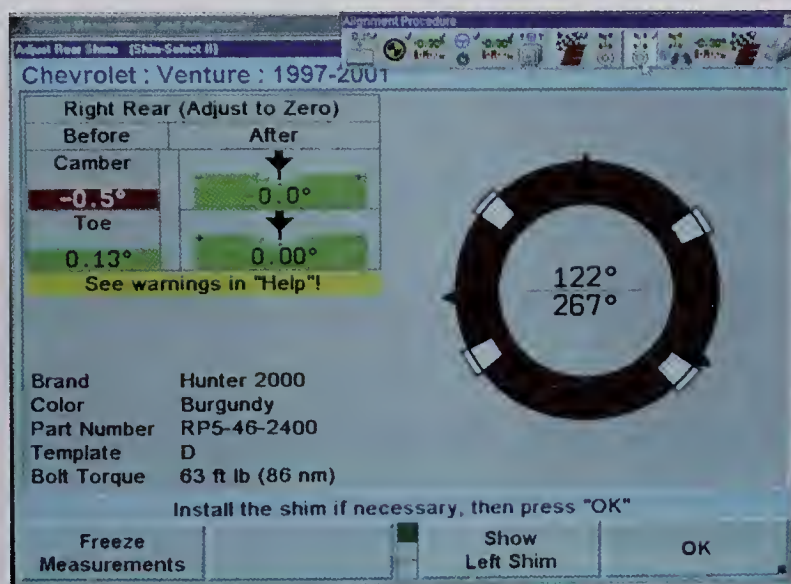 Alignment Procedure
Adjust Rear Shims (Shim-Select II)
Chevrolet : Venture : 1997-2001
Right Rear (Adjust to Zero)
Before After
Camber
-0.5° -0.0°
Toe
0.13° 0.00°
See warnings in "Help"!
122°
267°
Brand Hunter 2000
Color Burgundy
Part Number RP5-46-2400
Template D
Bolt Torque 63 ft lb (86 nm)
Install the shim if necessary, then press "OK"
Freeze Measurements
Show Left Shim
OK